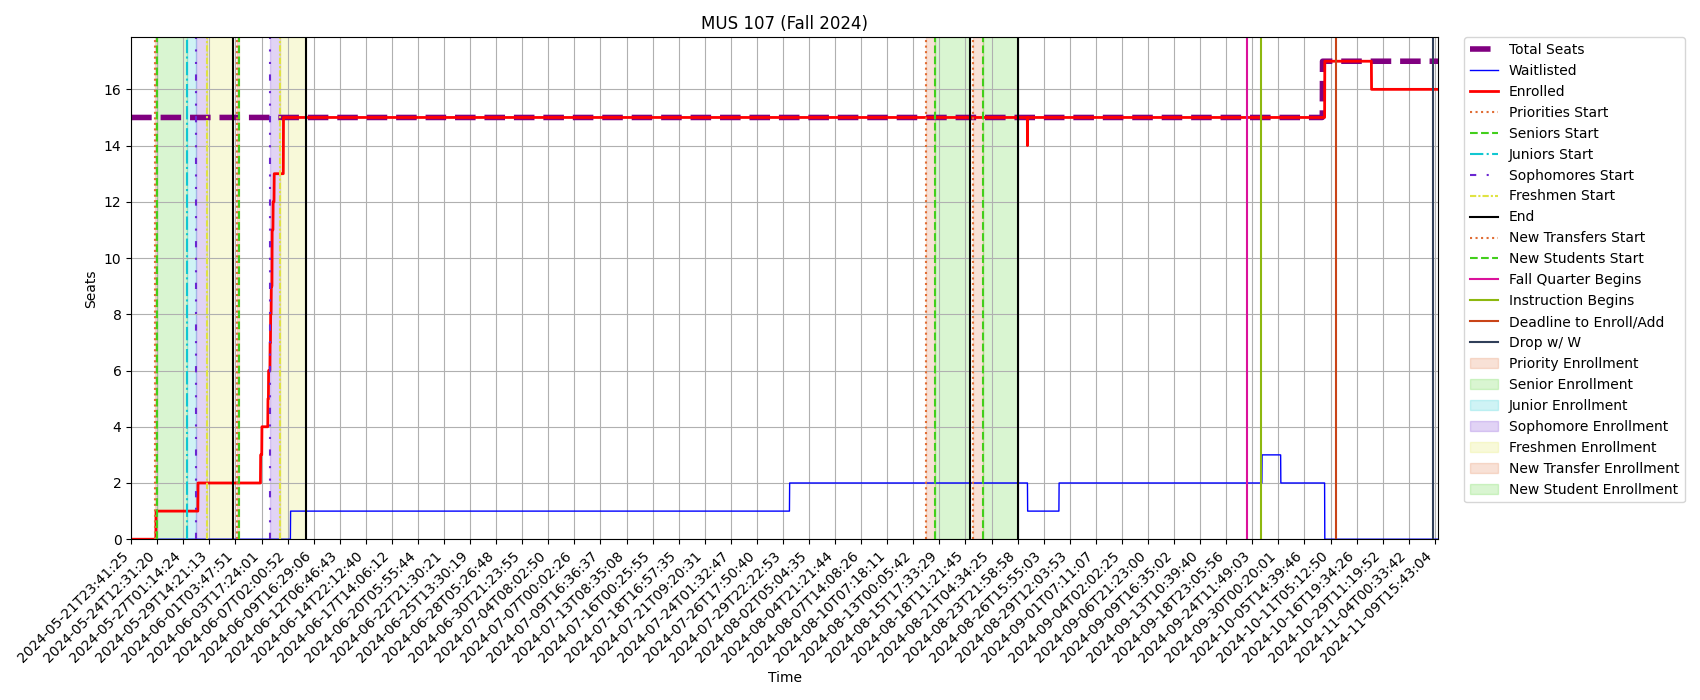 MUS 107 (Fall 2024)
Seats
16
14
12
10
8
6
4
2
0
2024-05-21T23:41:25
2024-05-24T12:31:20
2024-05-27T01:14:24
2024-05-29T14:21:13
2024-06-01T03:47:51
2024-06-03T17:24:01
2024-06-07T02:00:52
2024-06-09T16:29:06
2024-06-12T06:46:43
2024-06-14T22:12:40
2024-06-17T14:06:12
2024-06-20T05:55:44
2024-06-22T21:30:21
2024-06-25T13:30:19
2024-06-28T05:26:48
2024-06-30T21:23:55
2024-07-04T08:02:50
2024-07-07T00:02:26
2024-07-09T16:36:37
2024-07-13T08:35:08
2024-07-16T00:25:55
2024-07-18T16:57:35
2024-07-21T09:20:31
2024-07-24T01:32:47
2024-07-26T17:50:40
2024-07-29T22:22:53
2024-08-02T05:04:35
2024-08-04T21:21:44
2024-08-07T14:08:26
2024-08-10T07:18:11
2024-08-13T00:05:42
2024-08-15T17:33:29
2024-08-18T11:21:45
2024-08-21T04:34:25
2024-08-23T21:58:58
2024-08-26T15:55:03
2024-08-29T12:03:53
2024-09-01T07:11:07
2024-09-04T02:02:25
2024-09-06T21:23:00
2024-09-09T16:35:02
2024-09-13T10:39:40
2024-09-18T23:05:56
2024-09-24T11:49:03
2024-09-30T00:20:01
2024-10-05T14:39:46
2024-10-11T05:12:50
2024-10-16T19:34:26
2024-10-29T11:19:52
2024-11-04T00:33:42
2024-11-09T15:43:04
Time
Total Seats
Waitlisted
Enrolled
Priorities Start
Seniors Start
Juniors Start
Sophomores Start
Freshmen Start
End
New Transfers Start
New Students Start
Fall Quarter Begins
Instruction Begins
Deadline to Enroll/Add
Drop w/ W
Priority Enrollment
Senior Enrollment
Junior Enrollment
Sophomore Enrollment
Freshmen Enrollment
New Transfer Enrollment
New Student Enrollment